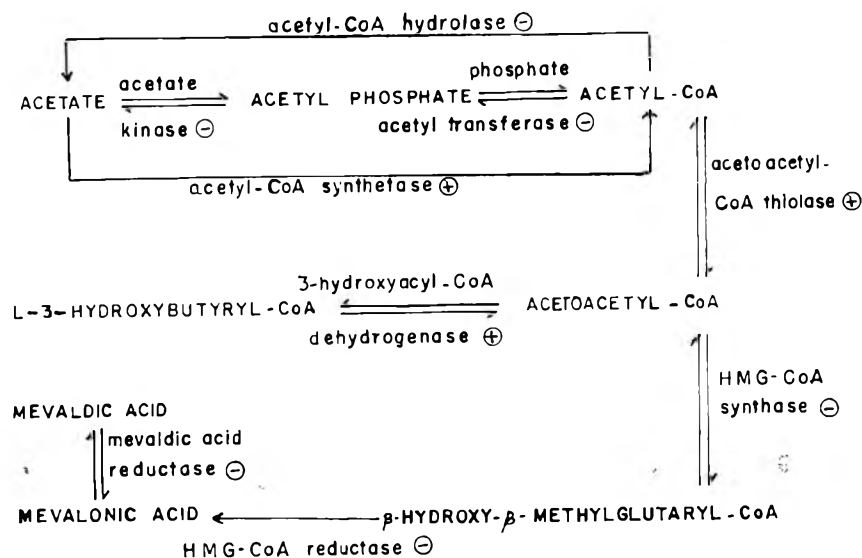 acetyl-CoA hydrolase ⊖
acetate
phosphate
ACETATE
ACETYL PHOSPHATE
ACETYL-CoA
kinase ⊖
acetyl transferase ⊖
acetyl-CoA synthetase ⊕
acetoacetyl-
CoA thiolase ⊕
3-hydroxyacyl-CoA
L-3-HYDROXYBUTYRYL-CoA
ACETOACETYL-CoA
dehydrogenase ⊕
HMG-CoA
synthase ⊖
MEVALDIC ACID
mevaldic acid
reductase ⊖
MEVALONIC ACID
β-HYDROXY-β-METHYLGLUTARYL-CoA
HMG-CoA reductase ⊖